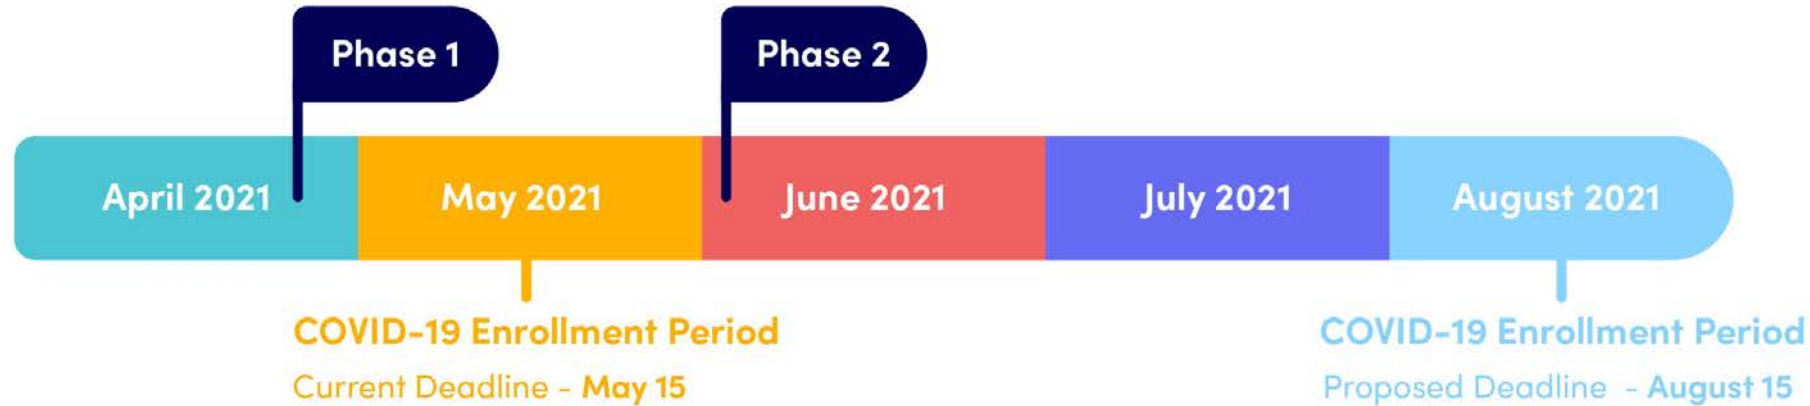 Phase 1
Phase 2
April 2021
May 2021
June 2021
July 2021
August 2021
COVID-19 Enrollment Period
Current Deadline - May 15
COVID-19 Enrollment Period
Proposed Deadline - August 15